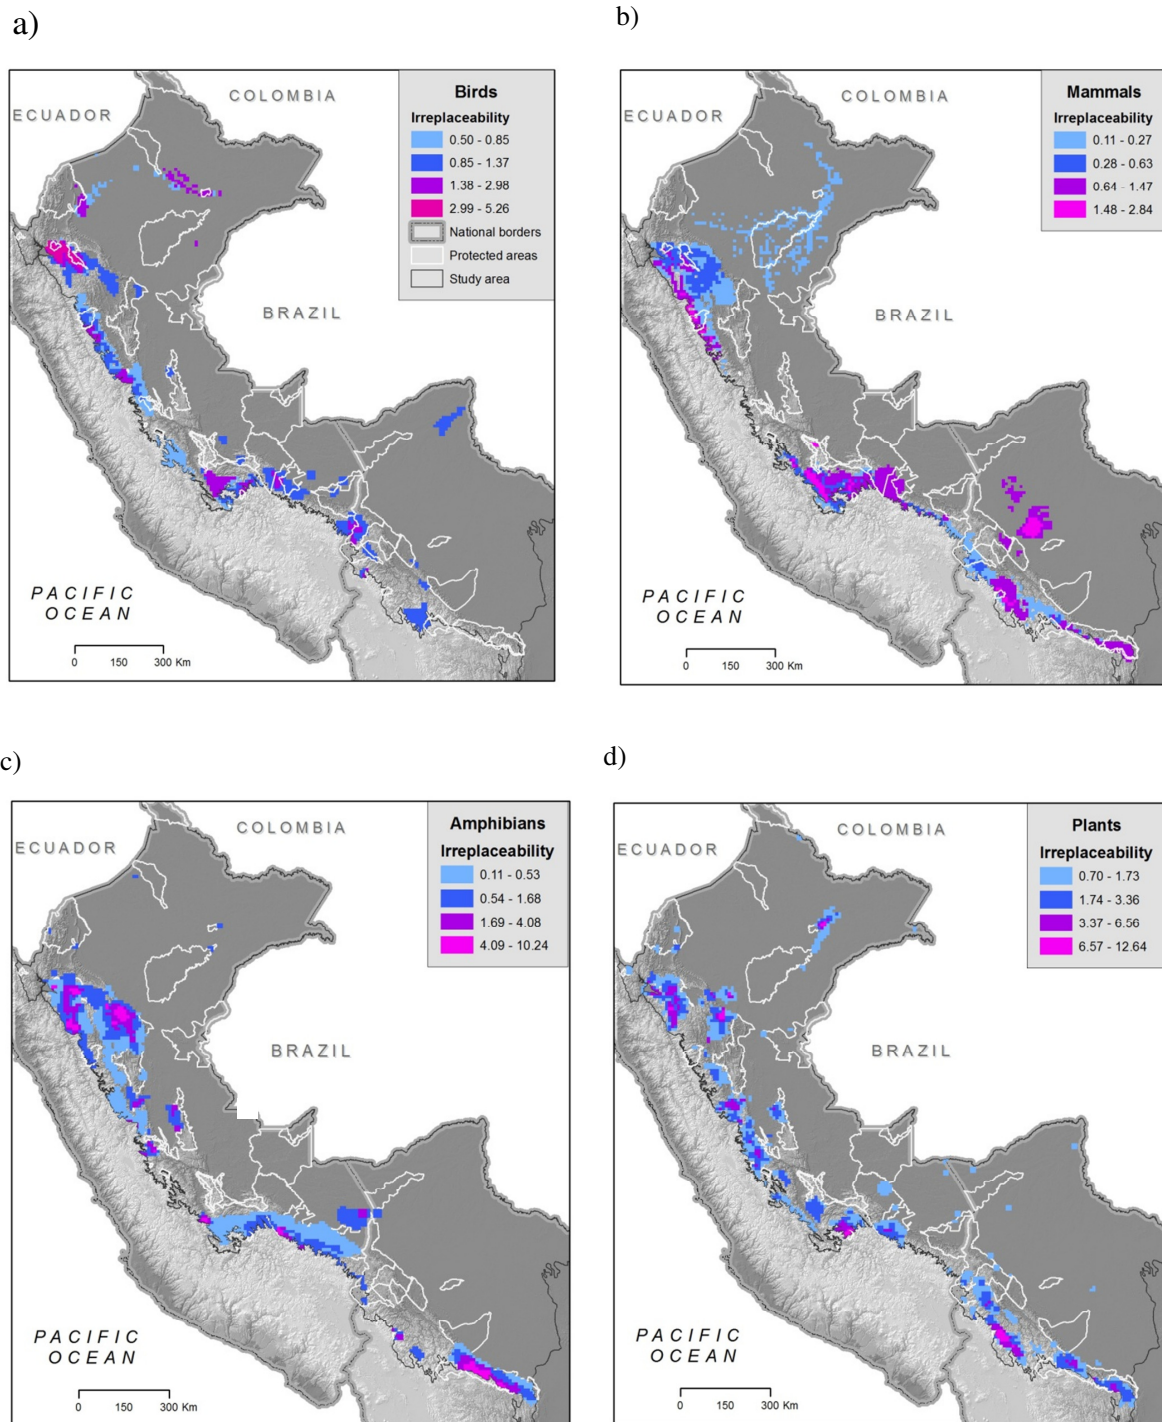 a)
b)
Birds
Irreplaceability
0.50 - 0.85
0.85 - 1.37
1.38 - 2.98
2.99 - 5.26
National borders
Protected areas
Study area
COLOMBIA
ECUADOR
BRAZIL
PACIFIC
OCEAN
0 150 300 Km
Mammals
Irreplaceability
0.11 - 0.27
0.28 - 0.63
0.64 - 1.47
1.48 - 2.84
COLOMBIA
ECUADOR
BRAZIL
PACIFIC
OCEAN
0 150 300 Km
c)
d)
Amphibians
Irreplaceability
0.11 - 0.53
0.54 - 1.68
1.69 - 4.08
4.09 - 10.24
COLOMBIA
ECUADOR
BRAZIL
PACIFIC
OCEAN
0 150 300 Km
Plants
Irreplaceability
0.70 - 1.73
1.74 - 3.36
3.37 - 6.56
6.57 - 12.64
COLOMBIA
ECUADOR
BRAZIL
PACIFIC
OCEAN
0 150 300 Km